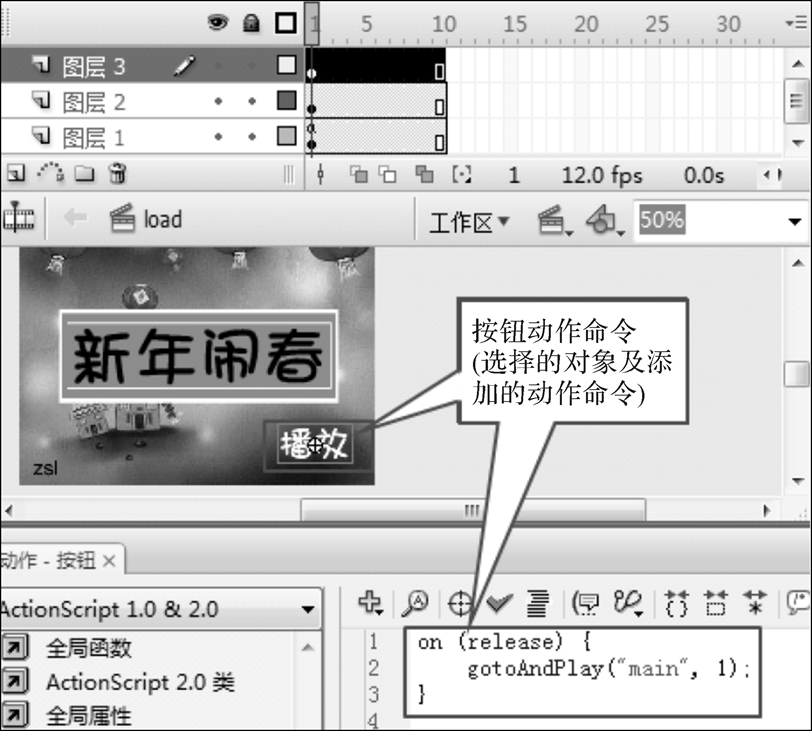 1 5 10 15 20 25 30
图层 3
图层 2
图层 1
1 12.0 fps 0.0s
load 工作区 50%
新年闹春
播放
zsl
按钮动作命令
(选择的对象及添
加的动作命令)
动作 - 按钮 ×
ActionScript 1.0 & 2.0
全局函数
ActionScript 2.0 类
全局属性
1 on (release) {
2 gotoAndPlay("main", 1);
3 }
4